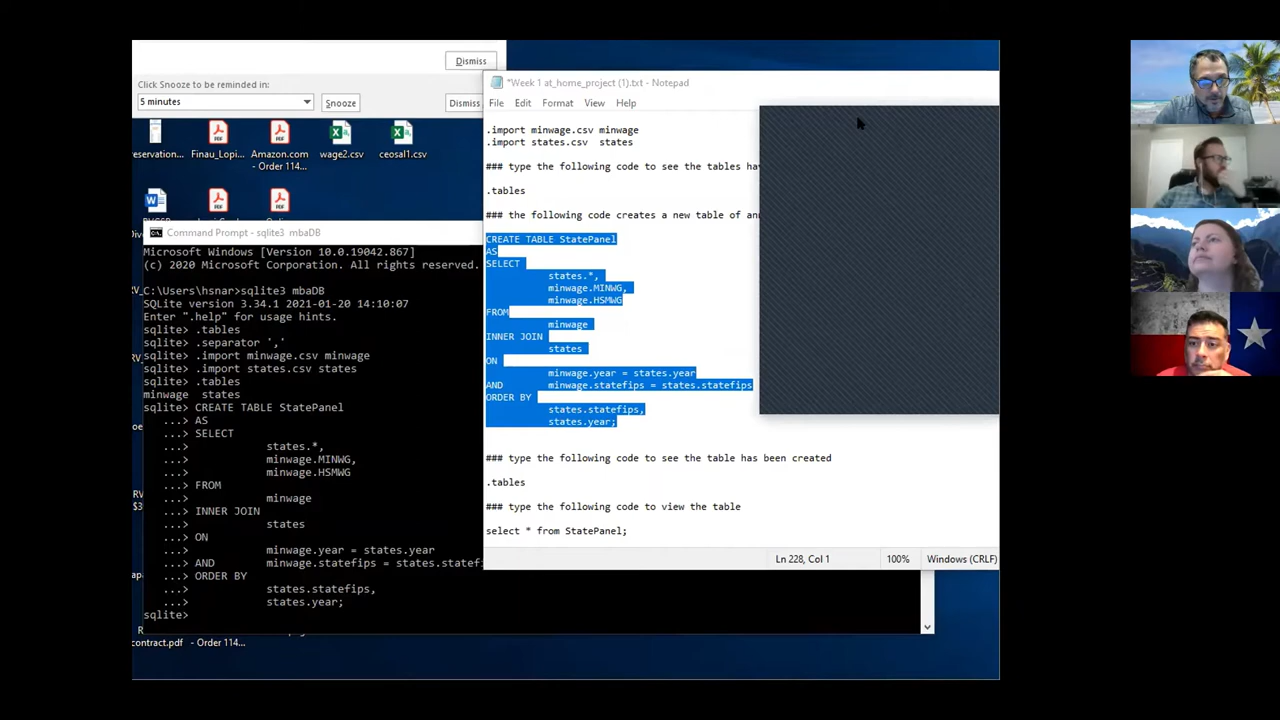 Dismiss
Click Snooze to be reminded in:
5 minutes
Snooze
Dismiss
Finau_Lopi...
Amazon.com
- Order 114...
wage2.csv
ceosal1.csv
*Week 1 at_home_project (1).txt - Notepad
File Edit Format View Help
.import minwage.csv minwage
.import states.csv  states
### type the following code to see the tables
.tables
### the following code creates a new table of
CREATE TABLE StatePanel
AS
SELECT
states.*,
minwage.MINWG,
minwage.HSMWG
FROM
minwage
INNER JOIN
states
ON
minwage.year = states.year
AND minwage.statefips = states.statefips
ORDER BY
states.statefips,
states.year;
### type the following code to see the table has been created
.tables
### type the following code to view the table
select * from StatePanel;
Ln 228, Col 1
100%
Windows (CRLF)
Command Prompt - sqlite3 mbaDB
Microsoft Windows [Version 10.0.19042.867]
(c) 2020 Microsoft Corporation. All rights reserved.
C:\Users\hsnar>sqlite3 mbaDB
SQLite version 3.34.1 2021-01-20 14:10:07
Enter ".help" for usage hints.
sqlite> .tables
sqlite> .separator ','
sqlite> .import minwage.csv minwage
sqlite> .import states.csv states
sqlite> .tables
minwage  states
sqlite> CREATE TABLE StatePanel
...> AS
...> SELECT
...> states.*,
...> minwage.MINWG,
...> minwage.HSMWG
...> FROM
...> minwage
...> INNER JOIN
...> states
...> ON
...> minwage.year = states.year
...> AND minwage.statefips = states.statef
...> ORDER BY
...> states.statefips,
...> states.year;
sqlite>
contract.pdf
- Order 114...